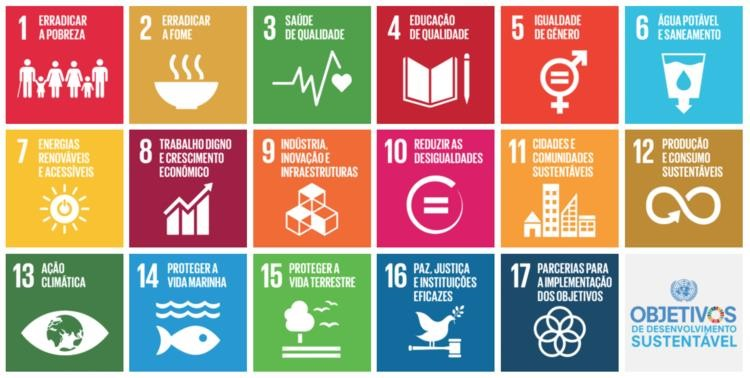 1 ERRADICAR
A POBREZA
2 ERRADICAR
A FOME
3 SAÚDE
DE QUALIDADE
4 EDUCAÇÃO
DE QUALIDADE
5 IGUALDADE
DE GÉNERO
6 ÁGUA POTÁVEL
E SANEAMENTO
7 ENERGIAS
RENOVÁVEIS
E ACESSÍVEIS
8 TRABALHO DIGNO
E CRESCIMENTO
ECONÓMICO
9 INDÚSTRIA,
INOVAÇÃO E
INFRAESTRUTURAS
10 REDUZIR AS
DESIGUALDADES
11 CIDADES E
COMUNIDADES
SUSTENTÁVEIS
12 PRODUÇÃO
E CONSUMO
SUSTENTÁVEIS
13 AÇÃO
CLIMÁTICA
14 PROTEGER A
VIDA MARINHA
15 PROTEGER A
VIDA TERRESTRE
16 PAZ, JUSTIÇA
E INSTITUIÇÕES
EFICAZES
17 PARCERIAS PARA
A IMPLEMENTAÇÃO
DOS OBJETIVOS
OBJETIVOS
DE DESENVOLVIMENTO
SUSTENTÁVEL